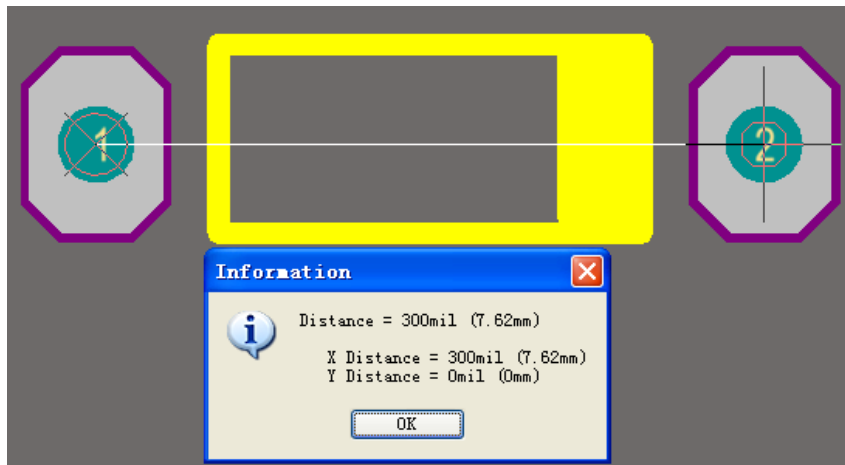 1
2
Information
Distance = 300mil (7.62mm)
X Distance = 300mil (7.62mm)
Y Distance = 0mil (0mm)
OK